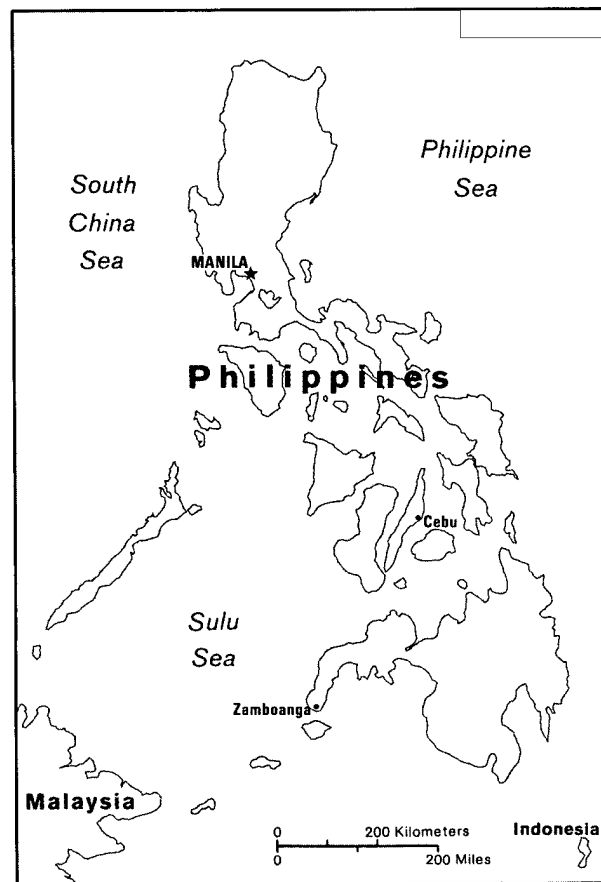 Philippine
Sea
South
China
Sea
MANILA
Philippines
Cebu
Sulu
Sea
Zamboanga
Malaysia
0 200 Kilometers
0 200 Miles
Indonesia